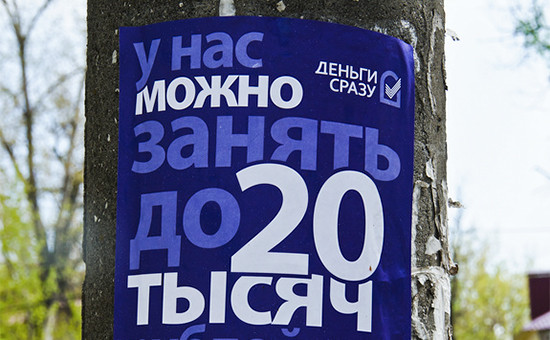 у нас
можно
занять
до 20
тысяч
ДЕНЬГИ
СРАЗУ